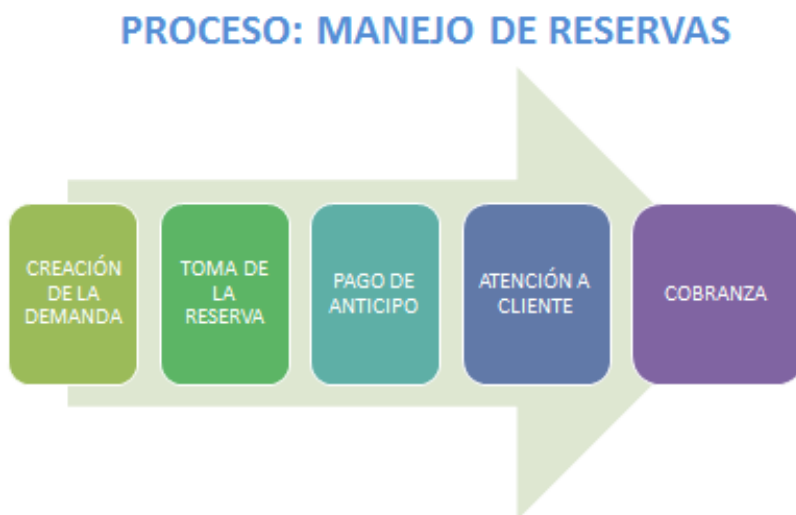 PROCESO: MANEJO DE RESERVAS
CREACIÓN
DE LA
DEMANDA
TOMA DE
LA
RESERVA
PAGO DE
ANTICIPO
ATENCIÓN A
CLIENTE
COBRANZA